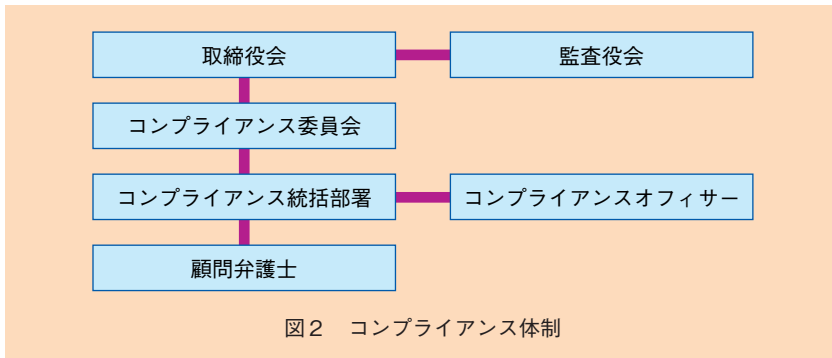 取締役会
監査役会
コンプライアンス委員会
コンプライアンス統括部署
コンプライアンスオフィサー
顧問弁護士
図2 コンプライアンス体制